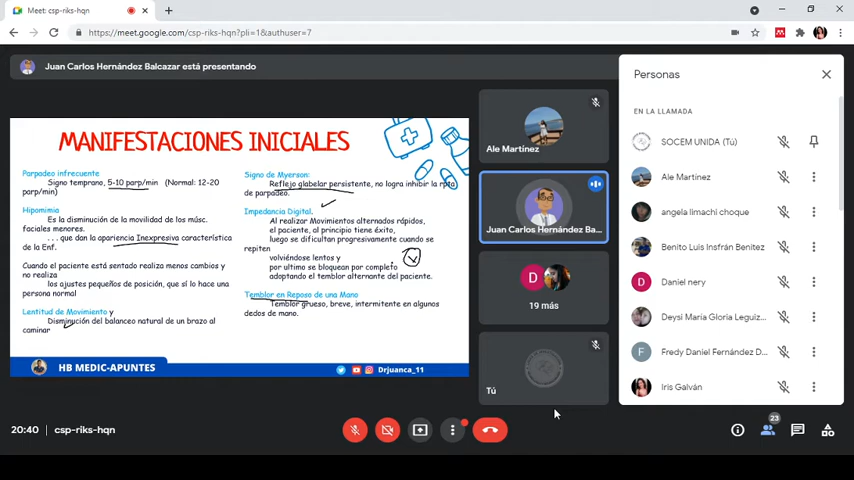 Meet: csp-riks-hqn
https://meet.google.com/csp-riks-hqn?pli=1&authuser=7
Juan Carlos Hernández Balcazar está presentando
MANIFESTACIONES INICIALES
Parpadeo infrecuente
Signo temprano, 5-10 parp/min (Normal: 12-20
parp/min)
Hipomimia
Es la disminución de la movilidad de los músc.
faciales menores.
. . . que dan la apariencia Inexpresiva característica
de la Enf.
Cuando el paciente está sentado realiza menos cambios y
no realiza
los ajustes pequeños de posición, que sí lo hace una
persona normal
Lentitud de Movimiento y
Disminución del balanceo natural de un brazo al
caminar
Signo de Myerson:
Reflejo glabelar persistente, no logra inhibir la rpta
de parpadeo.
Impedancia Digital.
Al realizar Movimientos alternados rápidos,
el paciente, al principio tiene éxito,
luego se dificultan progresivamente cuando se
repiten
volviéndose lentos y
por ultimo se bloquean por completo
adoptando el temblor alternante del paciente.
Temblor en Reposo de una Mano
Temblor grueso, breve, intermitente en algunos
dedos de mano.
HB MEDIC-APUNTES
Drjuanca_11
Ale Martínez
Juan Carlos Hernández Ba...
D
19 más
Tú
Personas
EN LA LLAMADA
SOCEM UNIDA (Tú)
Ale Martínez
angela limachi choque
Benito Luis Insfrán Benitez
D
Daniel nery
Deysi María Gloria Leguiz...
F
Fredy Daniel Fernández D...
Iris Galván
20:40
csp-riks-hqn
23